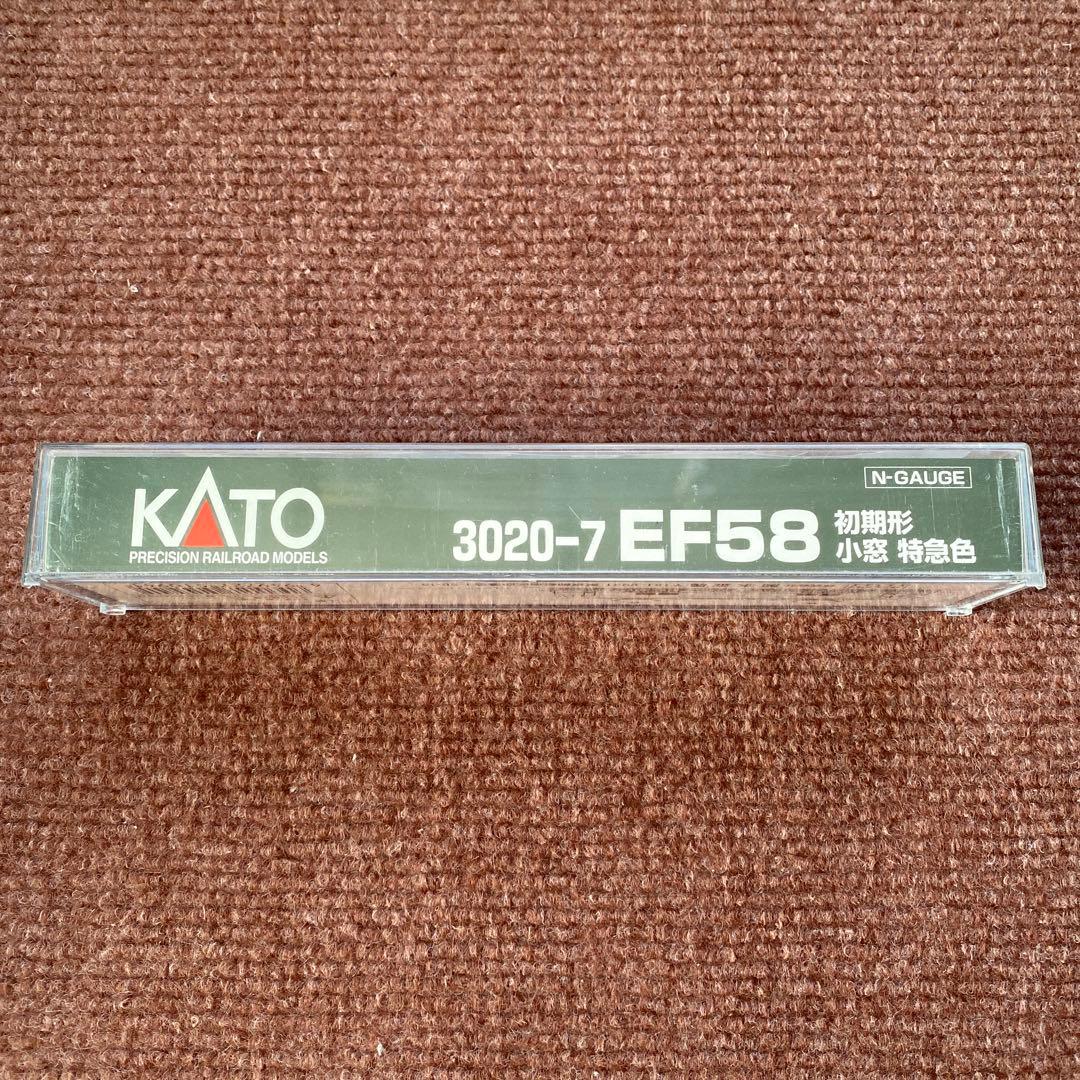 KATO
PRECISION RAILROAD MODELS
3020-7 EF58 初期形
小窓 特急色
N-GAUGE